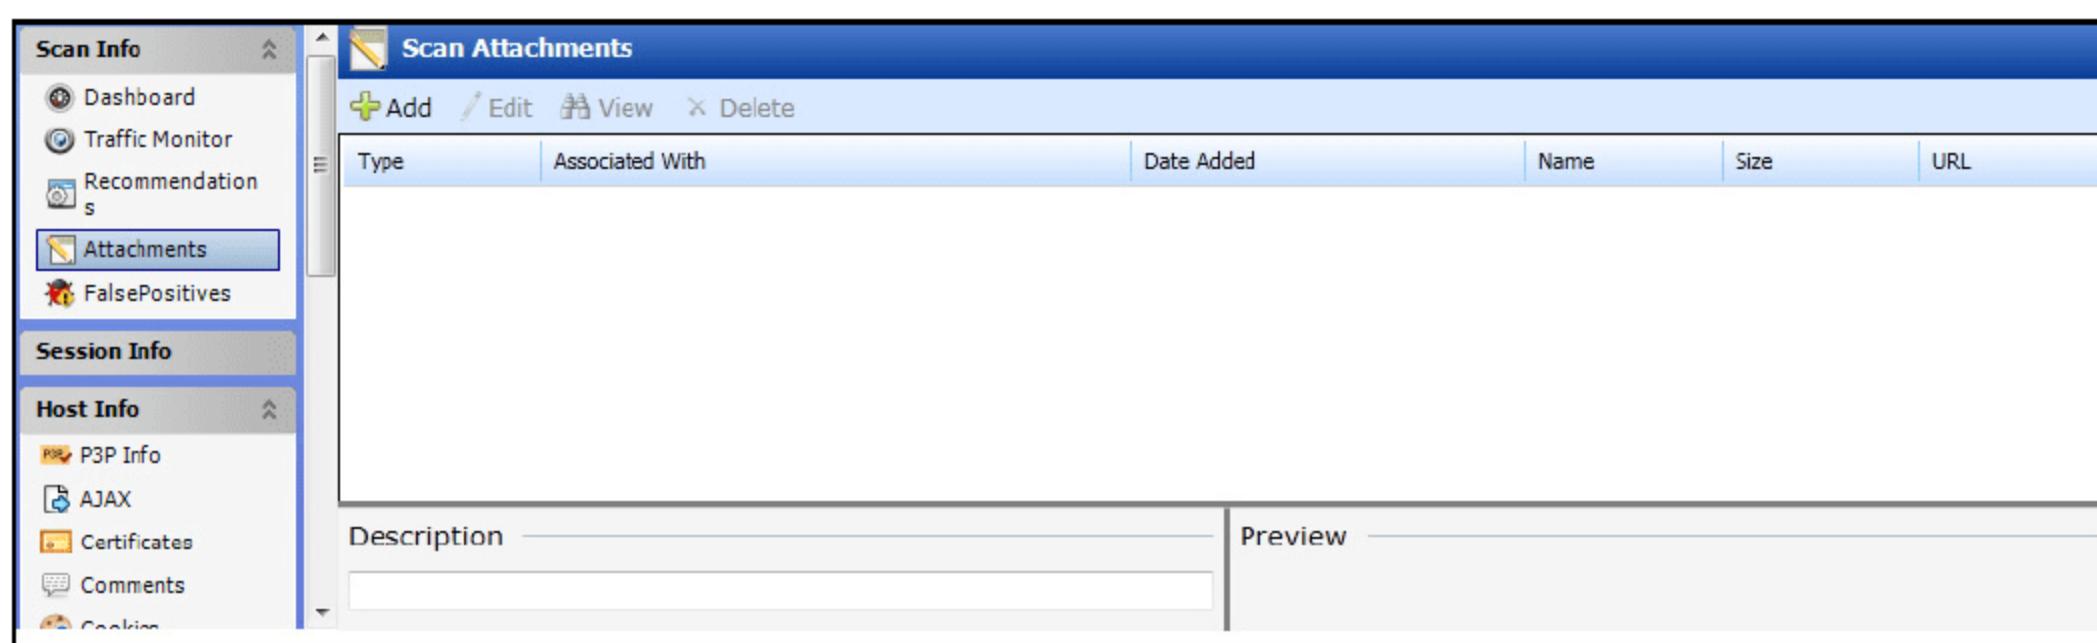 Scan Info
Dashboard
Traffic Monitor
Recommendation
s
Attachments
FalsePositives
Session Info
Host Info
P3P Info
AJAX
Certificates
Comments
Cookies
Scan Attachments
Add Edit View Delete
Type Associated With Date Added Name Size URL
Description
Preview